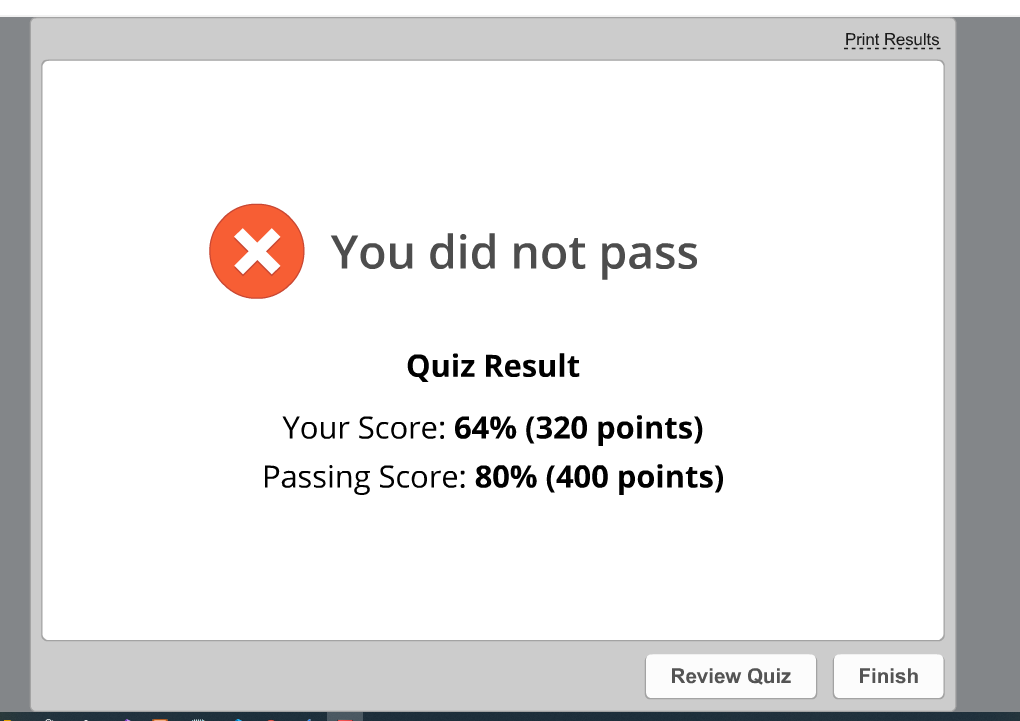 Print Results
You did not pass
Quiz Result
Your Score: 64% (320 points)
Passing Score: 80% (400 points)
Review Quiz
Finish